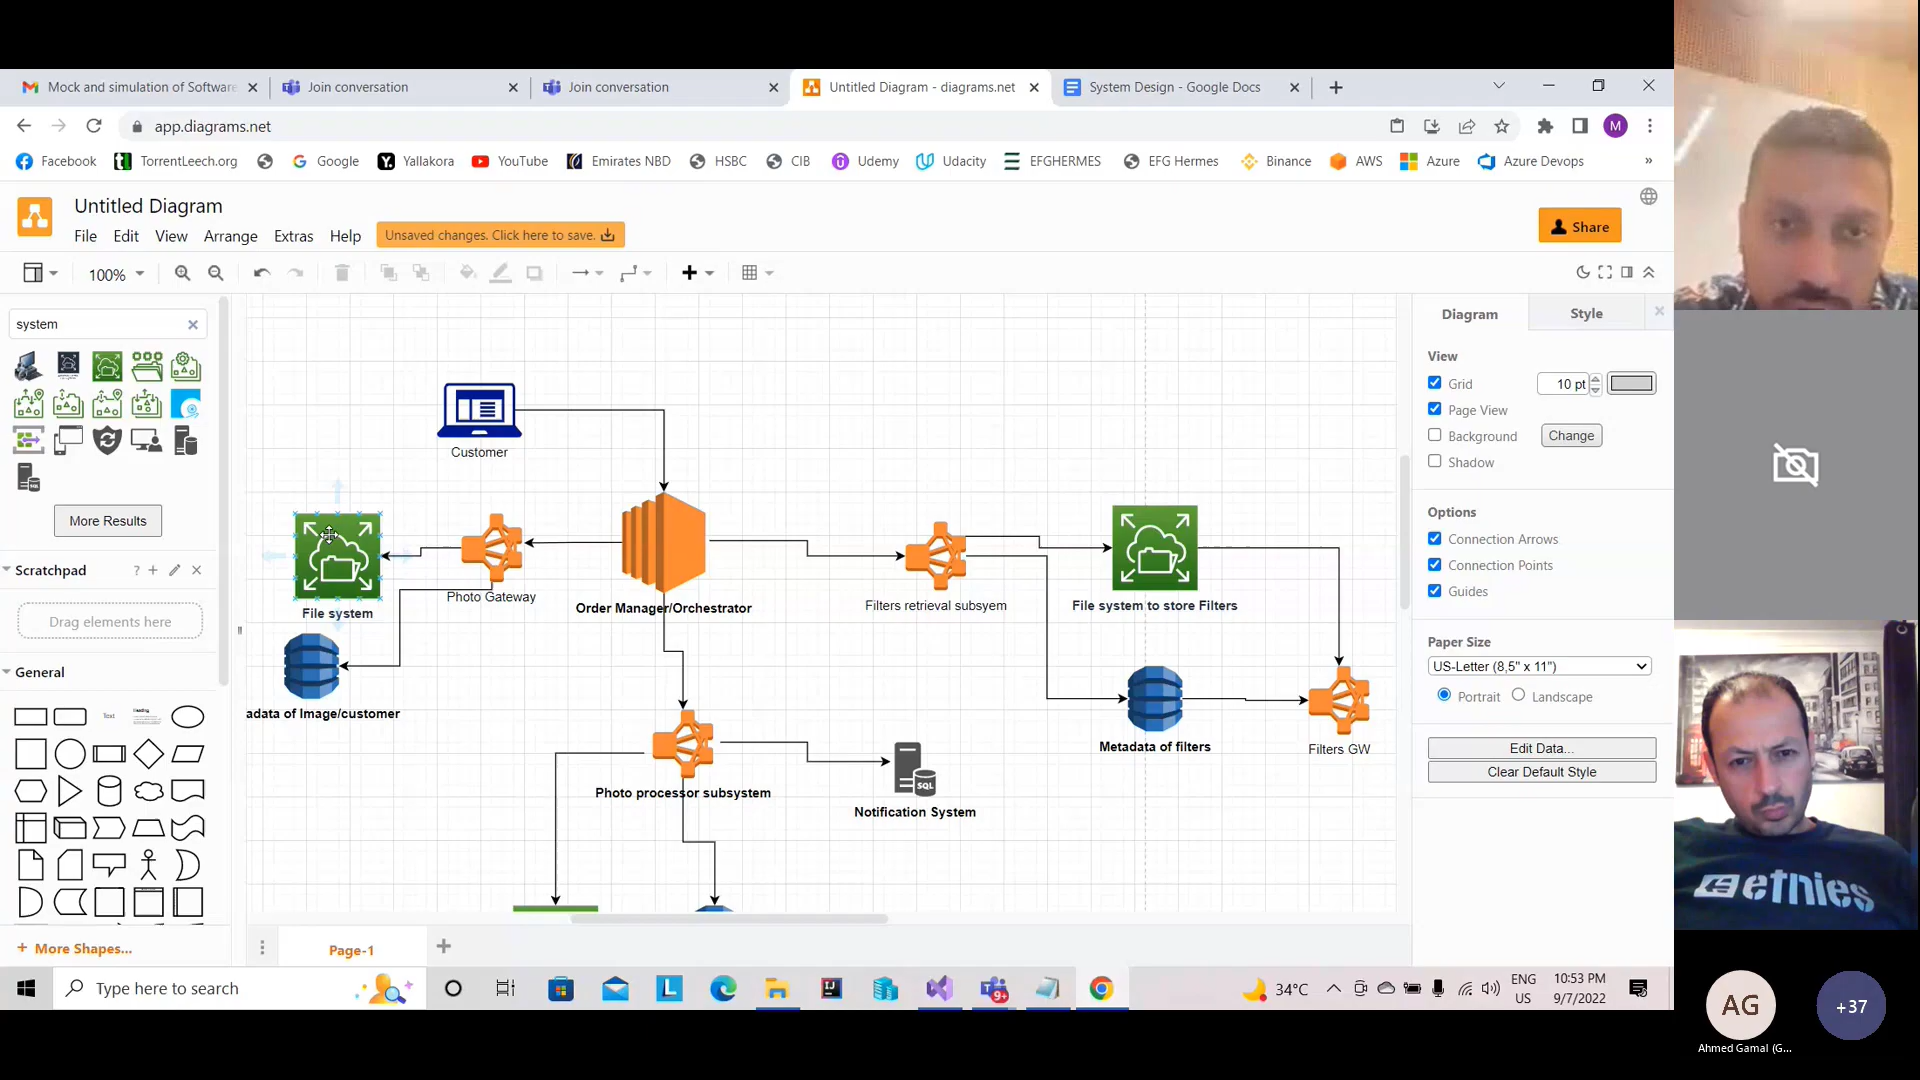 Mock and simulation of Software
Join conversation
Join conversation
Untitled Diagram - diagrams.net
System Design - Google Docs
app.diagrams.net
M
Facebook
TorrentLeech.org
Google
Yallakora
YouTube
Emirates NBD
HSBC
CIB
Udemy
Udacity
EFGHERMES
EFG Hermes
Binance
AWS
Azure
Azure Devops
»
Untitled Diagram
File Edit View Arrange Extras Help
Unsaved changes. Click here to save.
Share
100%
system
More Results
Scratchpad
Drag elements here
General
Text
Heading
+ More Shapes...
Customer
File system
Photo Gateway
Order Manager/Orchestrator
Filters retrieval subsyem
File system to store Filters
adata of Image/customer
Metadata of filters
Filters GW
Photo processor subsystem
SQL
Notification System
Page-1
Diagram
Style
View
Grid
10 pt
Page View
Background
Change
Shadow
Options
Connection Arrows
Connection Points
Guides
Paper Size
US-Letter (8,5" x 11")
Portrait
Landscape
Edit Data...
Clear Default Style
Type here to search
9+
34°C
ENG
US
10:53 PM
9/7/2022
etnies
AG
Ahmed Gamal (G...
+37